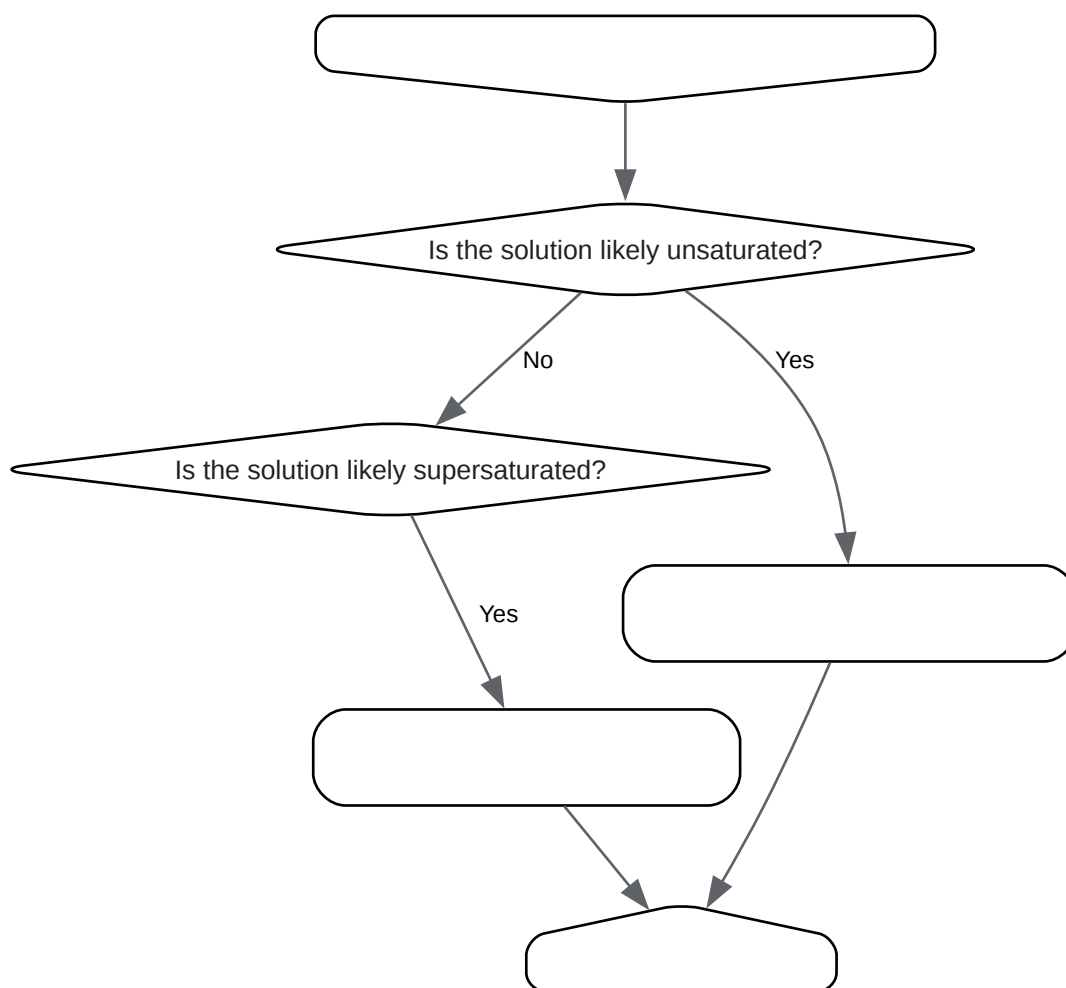 Is the solution likely unsaturated?
No
Yes
Is the solution likely supersaturated?
Yes